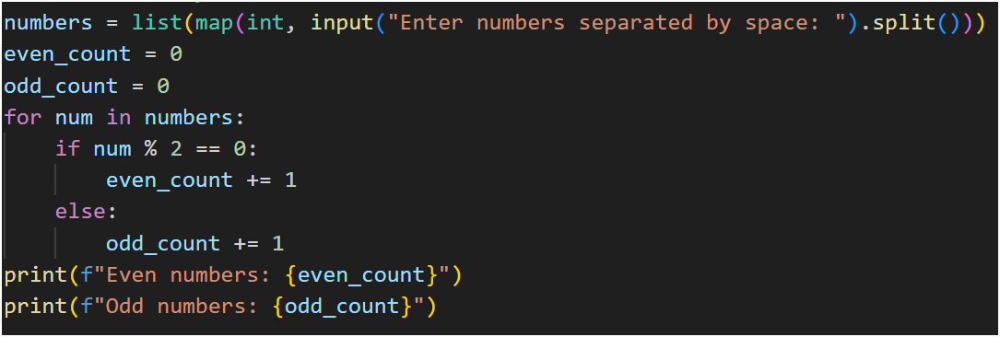 numbers = list(map(int, input("Enter numbers separated by space: ").split()))
even_count = 0
odd_count = 0
for num in numbers:
    if num % 2 == 0:
        even_count += 1
    else:
        odd_count += 1
print(f"Even numbers: {even_count}")
print(f"Odd numbers: {odd_count}")